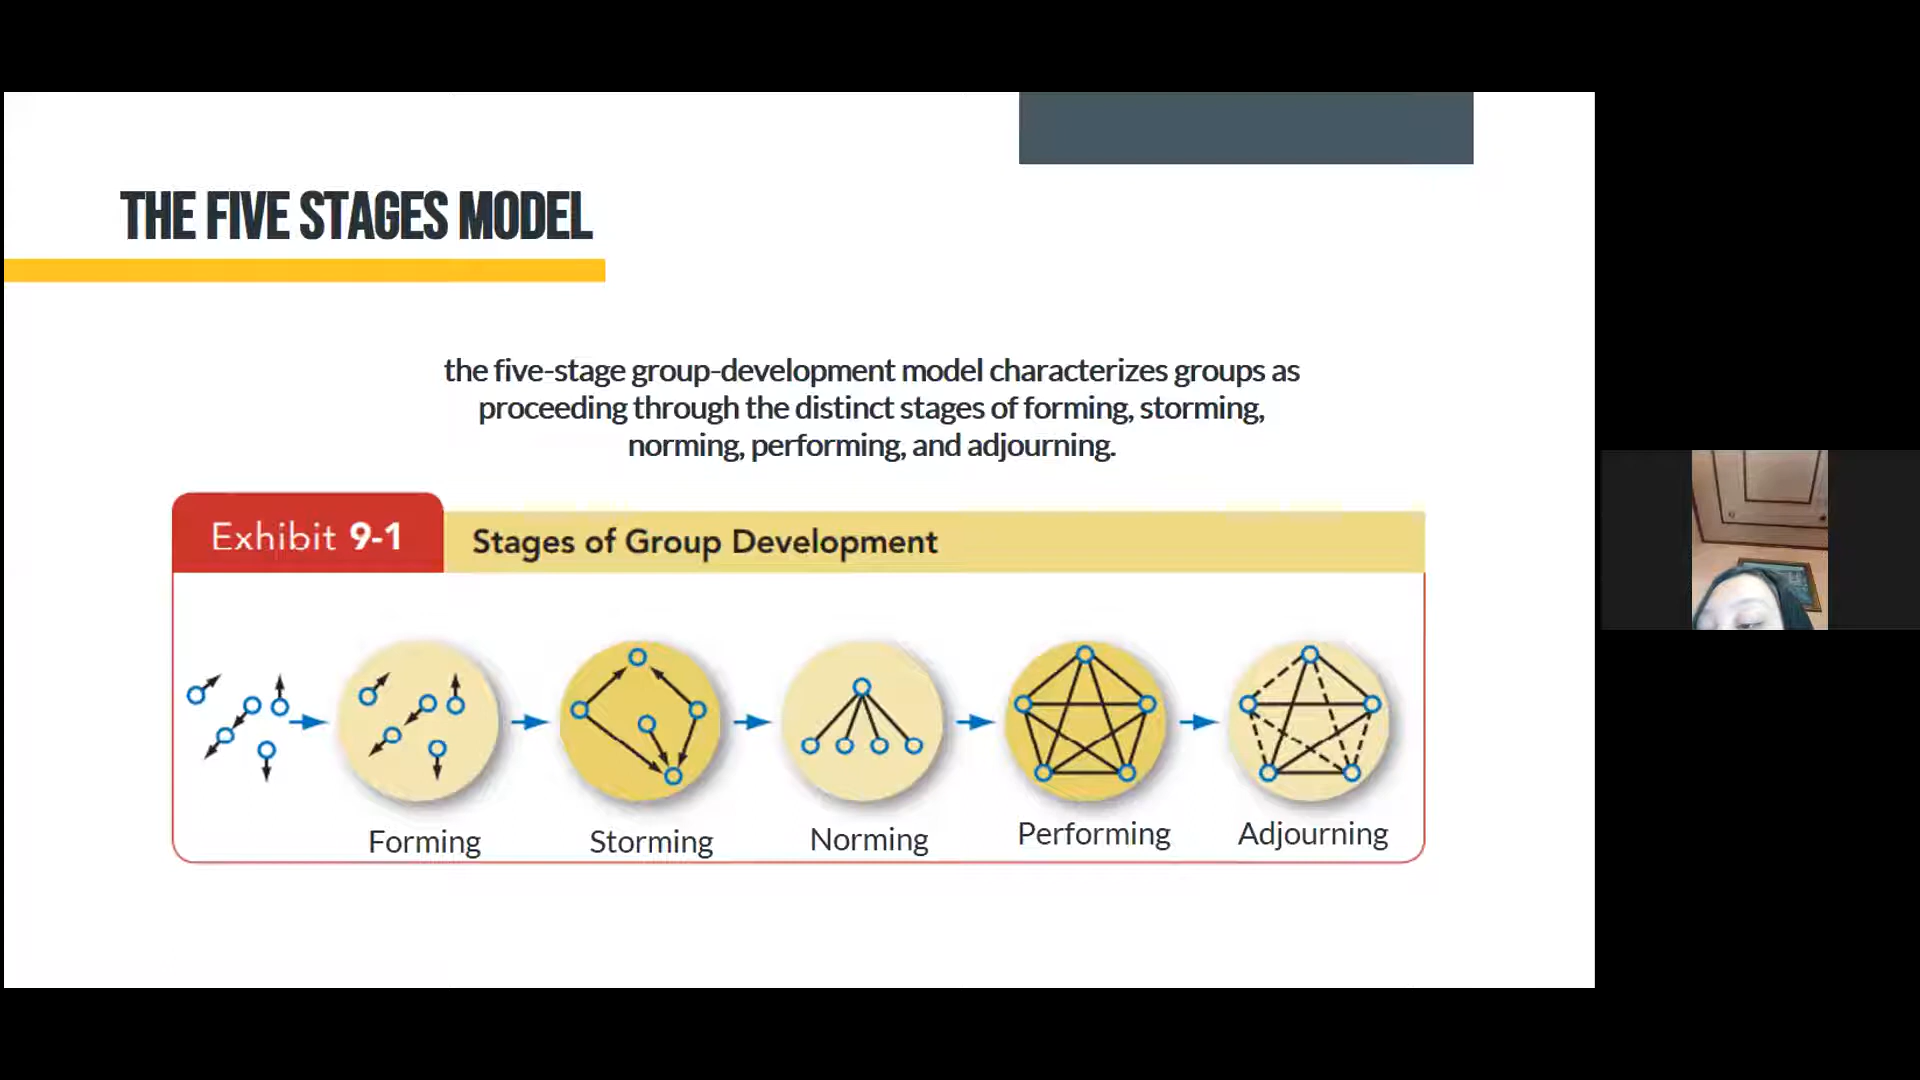 THE FIVE STAGES MODEL
the five-stage group-development model characterizes groups as
proceeding through the distinct stages of forming, storming,
norming, performing, and adjourning.
Exhibit 9-1
Stages of Group Development
Forming
Storming
Norming
Performing
Adjourning